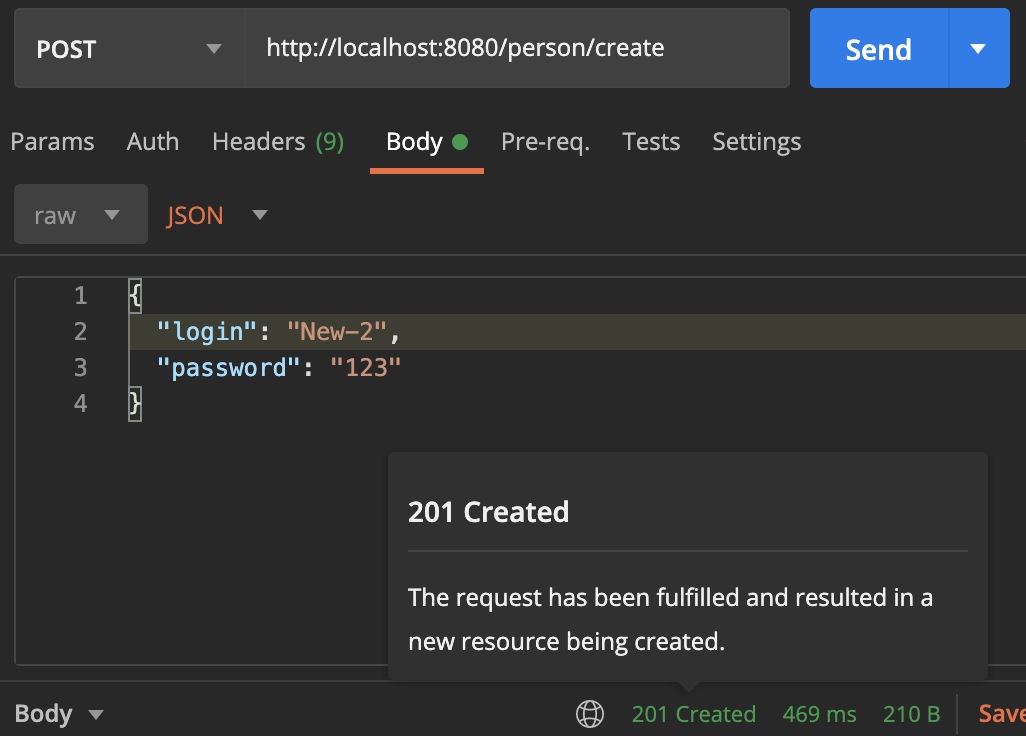 POST http://localhost:8080/person/create Send
Params Auth Headers (9) Body Pre-req. Tests Settings
raw JSON
1 {
2 "login": "New-2",
3 "password": "123"
4 }
201 Created
The request has been fulfilled and resulted in a
new resource being created.
Body 201 Created 469 ms 210 B Save